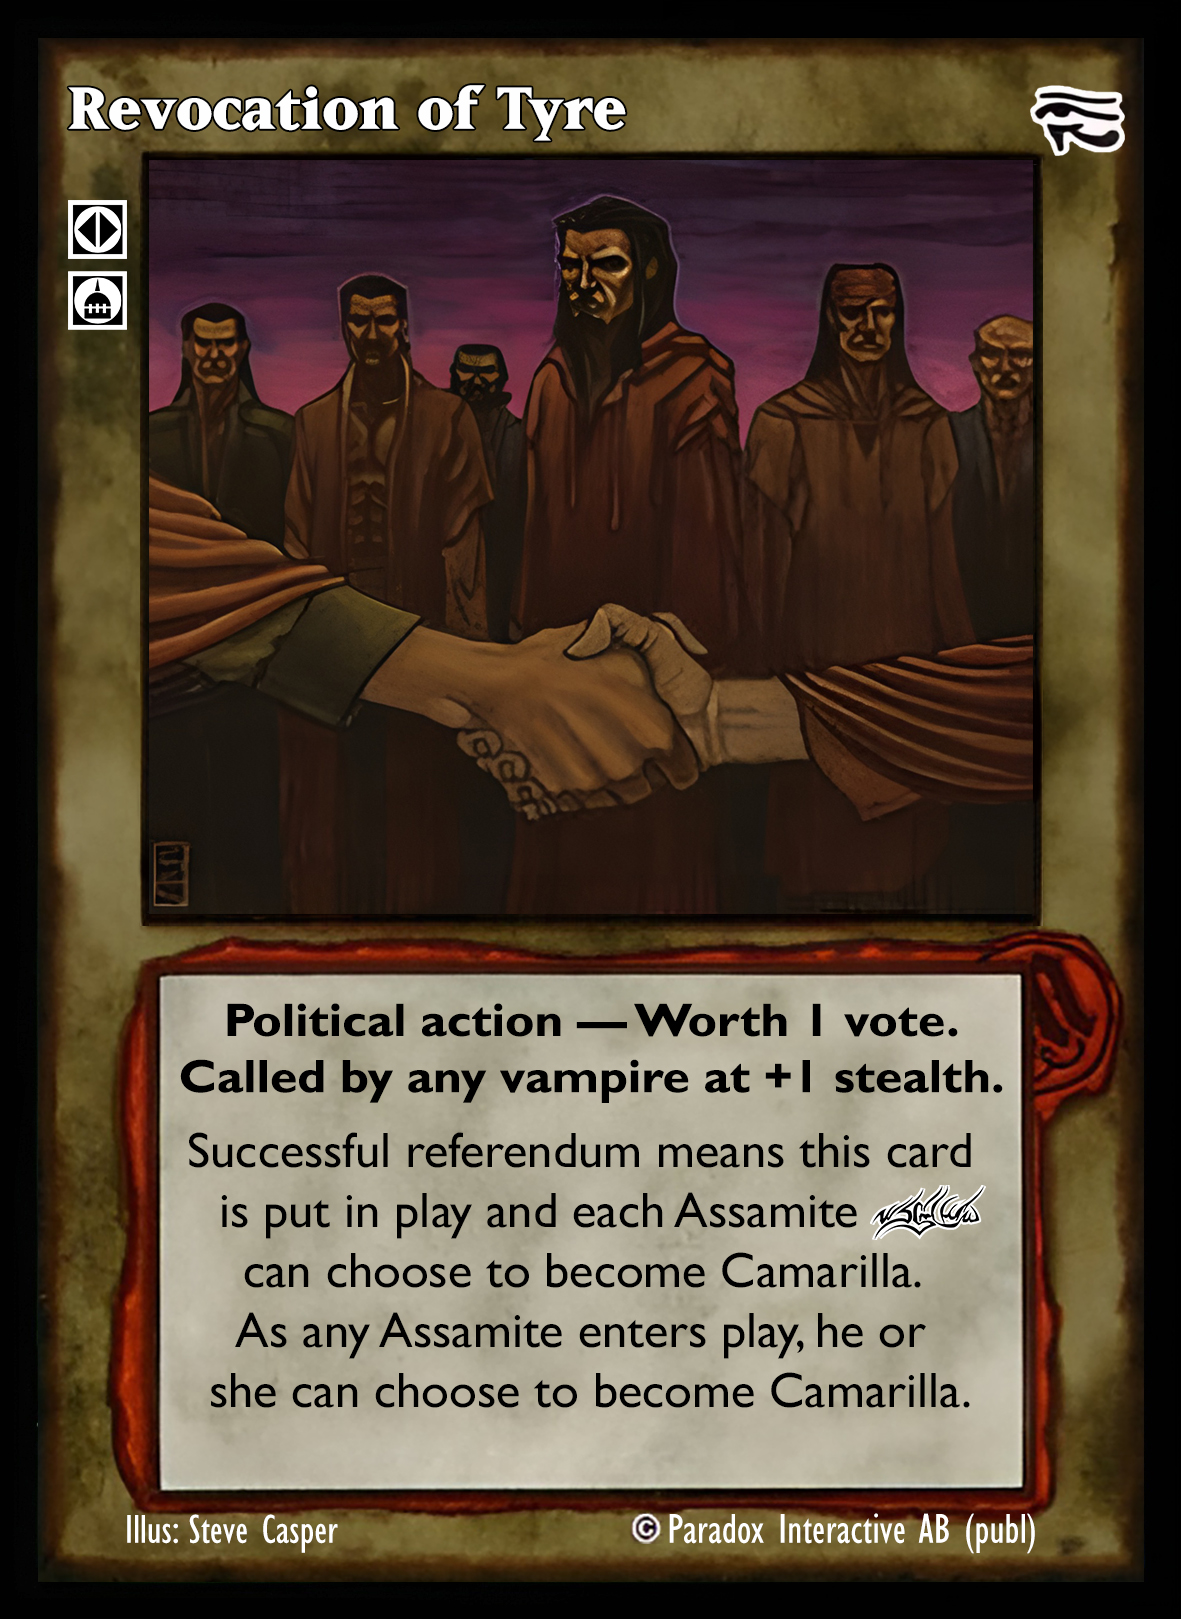 Revocation of Tyre
Political action — Worth 1 vote.
Called by any vampire at +1 stealth.
Successful referendum means this card
is put in play and each Assamite
can choose to become Camarilla.
As any Assamite enters play, he or
she can choose to become Camarilla.
Illus: Steve Casper
© Paradox Interactive AB (publ)